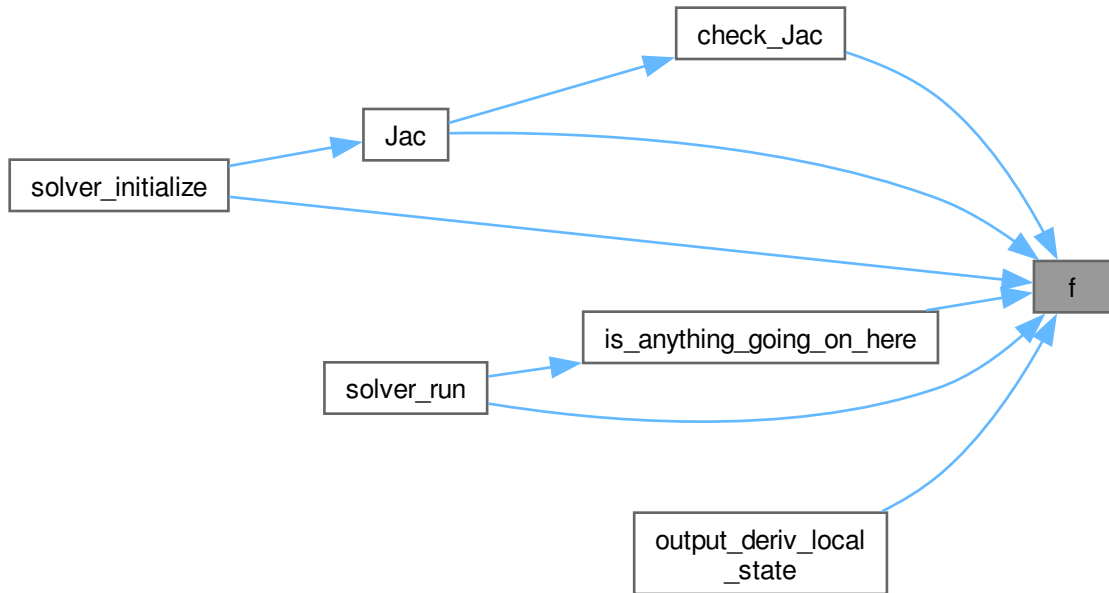 check_Jac
Jac
solver_initialize
f
is_anything_going_on_here
solver_run
output_deriv_local
_state